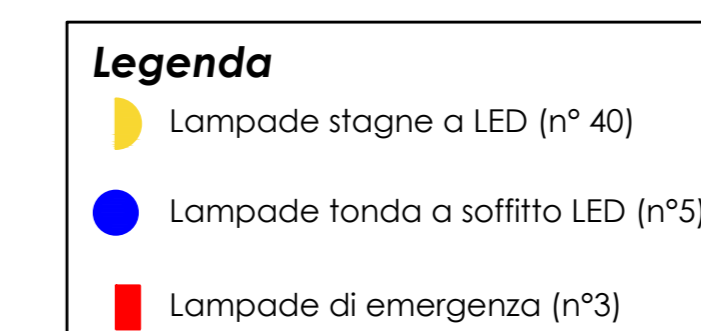 Legenda
Lampade stagne a LED (n° 40)
Lampade tonda a soffitto LED (n°5)
Lampade di emergenza (n°3)